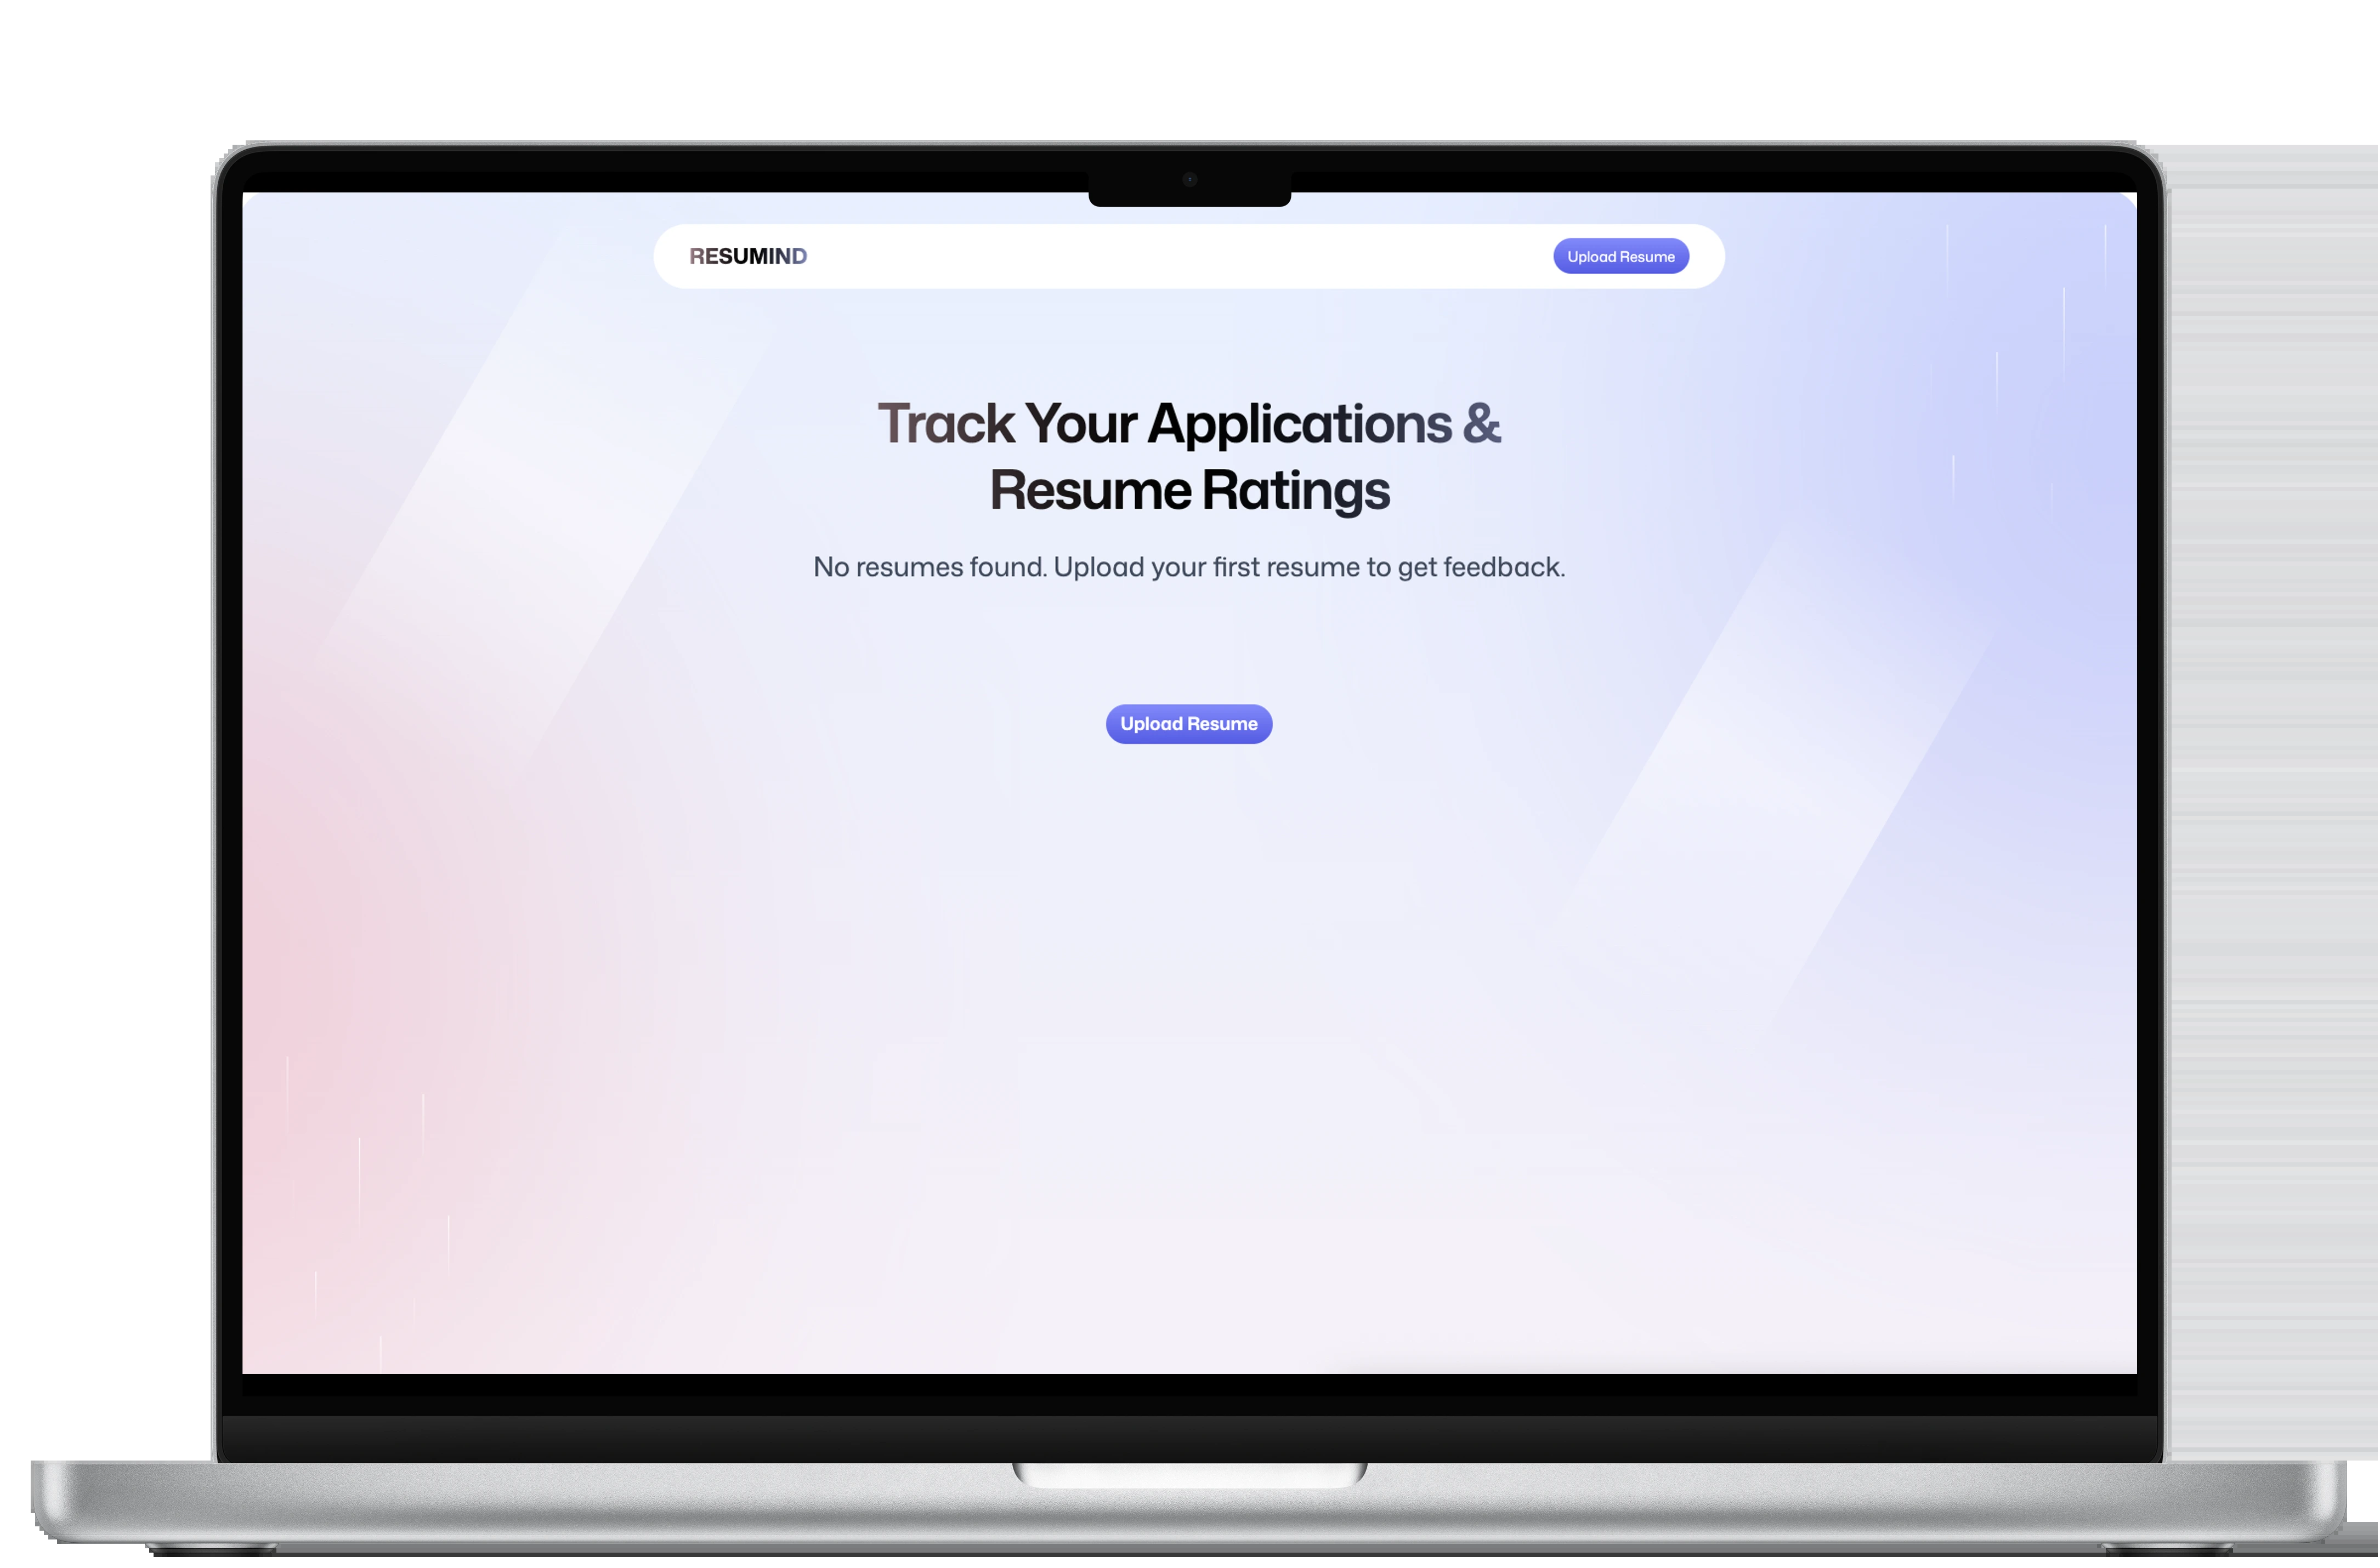 RESUMIND
Upload Resume
Track Your Applications &
Resume Ratings
No resumes found. Upload your first resume to get feedback.
Upload Resume